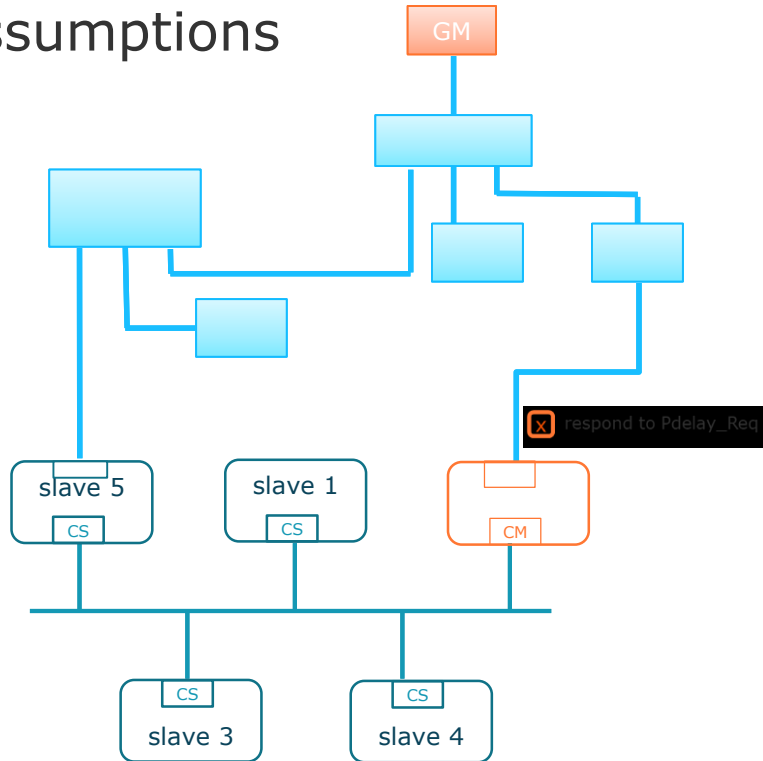 ssumptions
GM
x respond to Pdelay_Req
slave 5
slave 1
CS
CS
CM
CS
CS
slave 3
slave 4